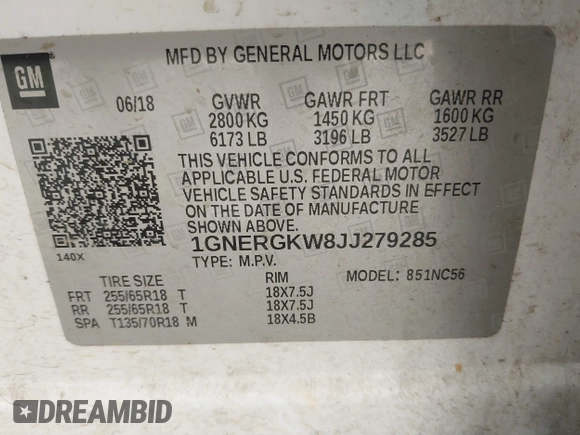 GM
MFD BY GENERAL MOTORS LLC
06/18 GVWR GAWR FRT GAWR RR
2800 KG 1450 KG 1600 KG
6173 LB 3196 LB 3527 LB
THIS VEHICLE CONFORMS TO ALL
APPLICABLE U.S. FEDERAL MOTOR
VEHICLE SAFETY STANDARDS IN EFFECT
ON THE DATE OF MANUFACTURE
SHOWN ABOVE.
140X
1GNERGKW8JJ279285
TYPE: M.P.V. MODEL: 851NC56
TIRE SIZE RIM
FRT 255/65R18 T 18X7.5J
RR 255/65R18 T 18X7.5J
SPA T135/70R18 M 18X4.5B
DREAMBID